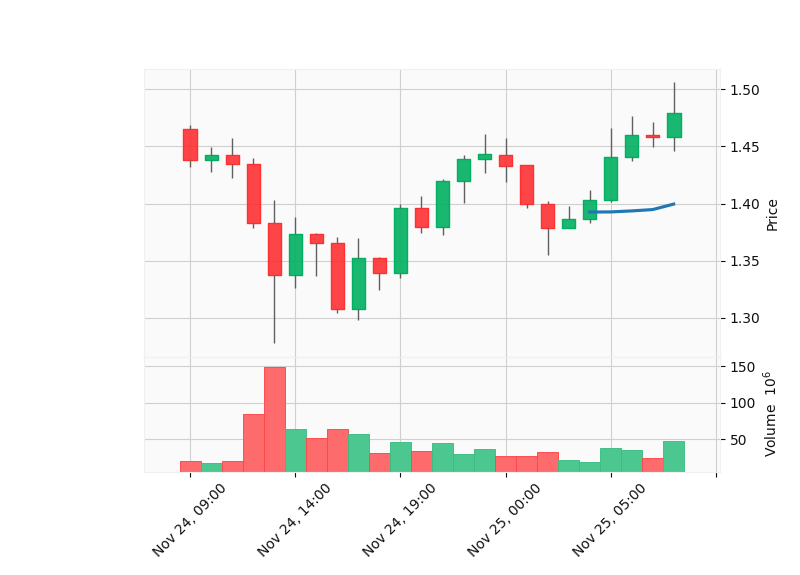 1.50
1.45
1.40
1.35
1.30
Price
150
100
50
Volume 10^6
Nov 24, 09:00
Nov 24, 14:00
Nov 24, 19:00
Nov 25, 00:00
Nov 25, 05:00